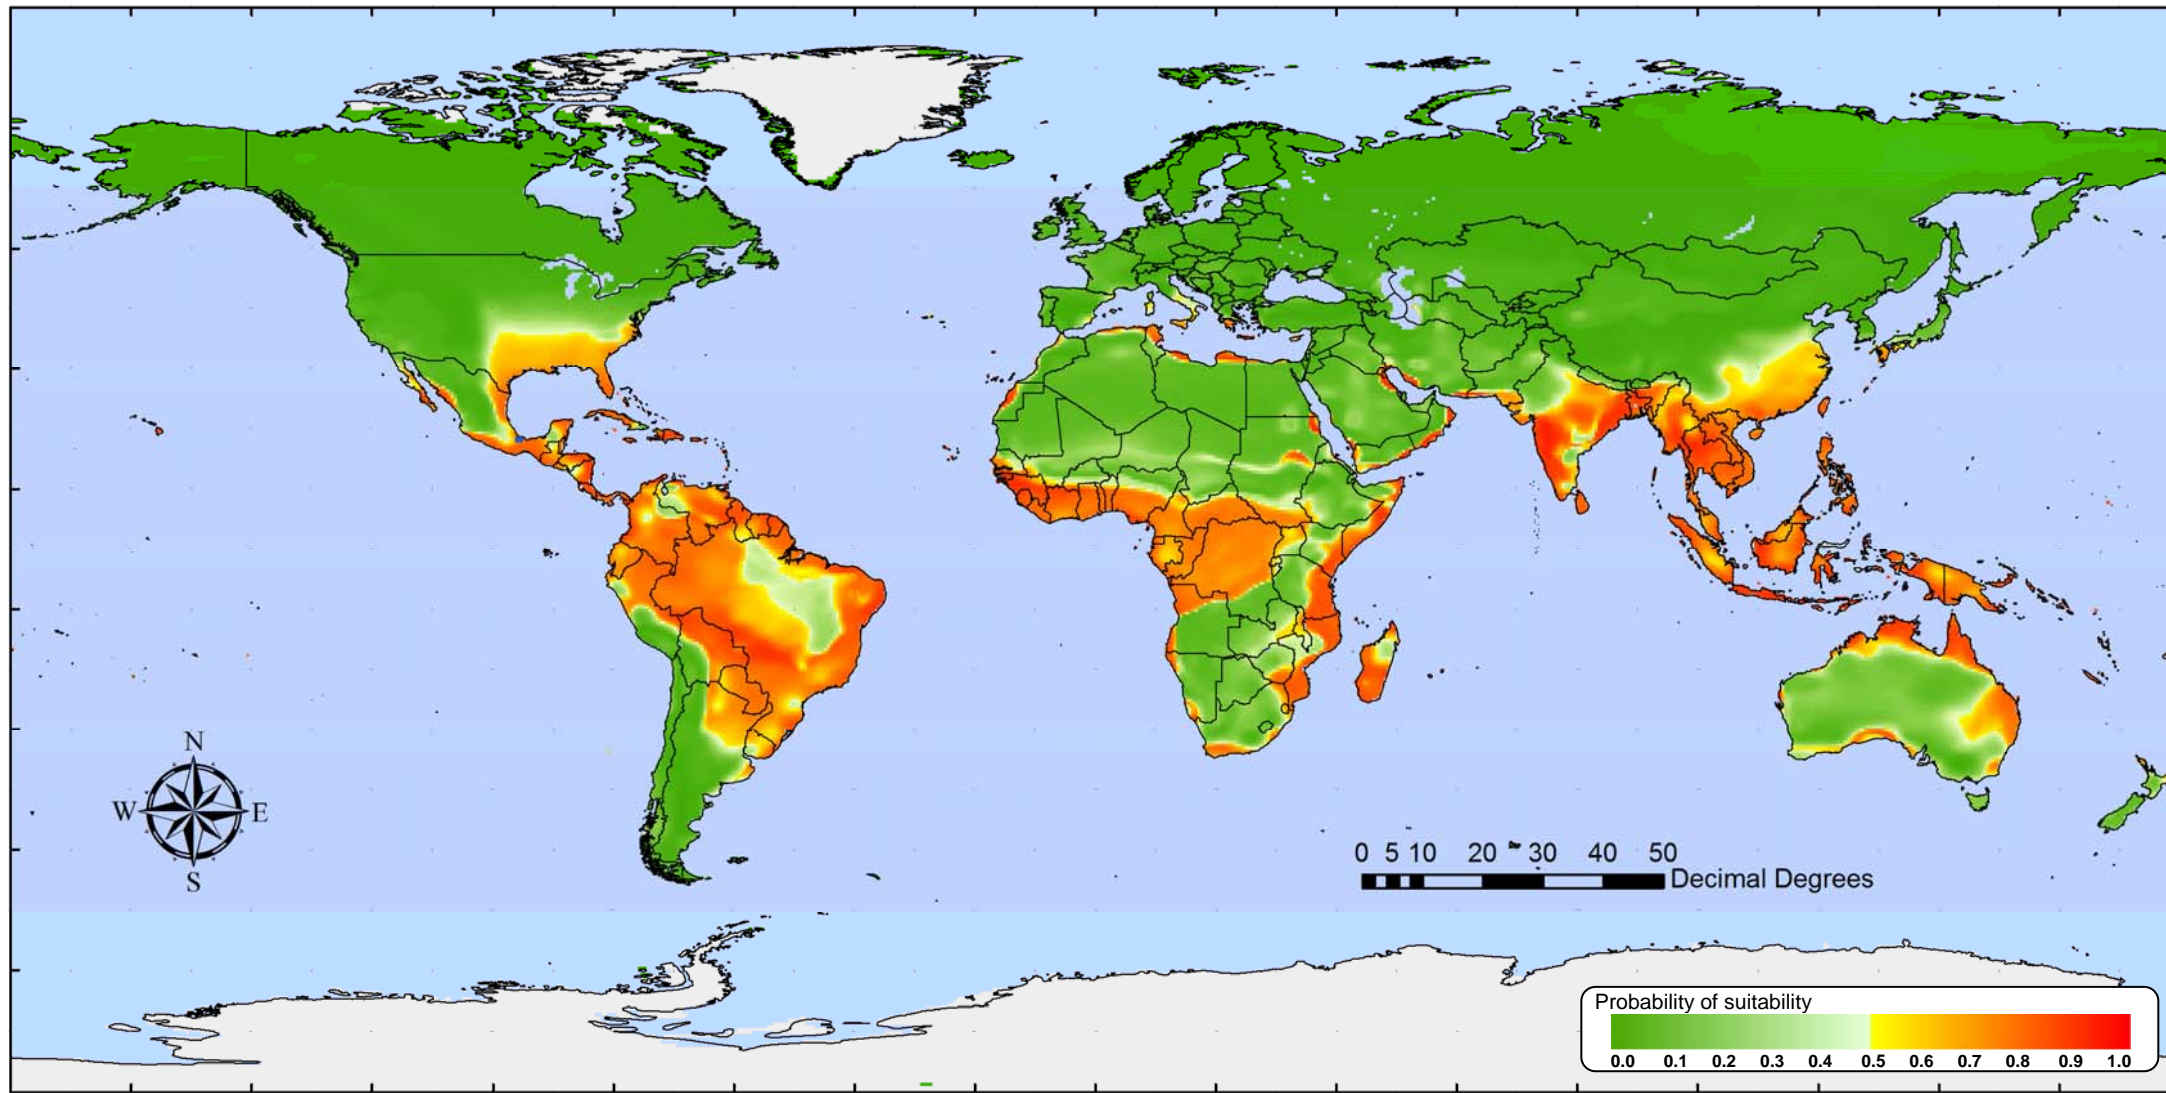 N
W E
S
0 5 10 20 30 40 50
Decimal Degrees
Probability of suitability
0.0 0.1 0.2 0.3 0.4 0.5 0.6 0.7 0.8 0.9 1.0